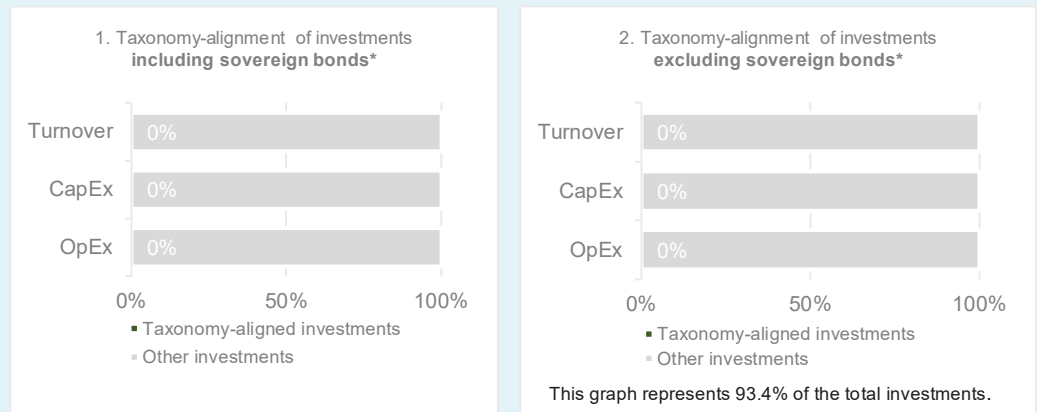 1. Taxonomy-alignment of investments
including sovereign bonds*
Turnover 0%
CapEx 0%
OpEx 0%
0% 50% 100%
Taxonomy-aligned investments
Other investments
2. Taxonomy-alignment of investments
excluding sovereign bonds*
Turnover 0%
CapEx 0%
OpEx 0%
0% 50% 100%
Taxonomy-aligned investments
Other investments
This graph represents 93.4% of the total investments.